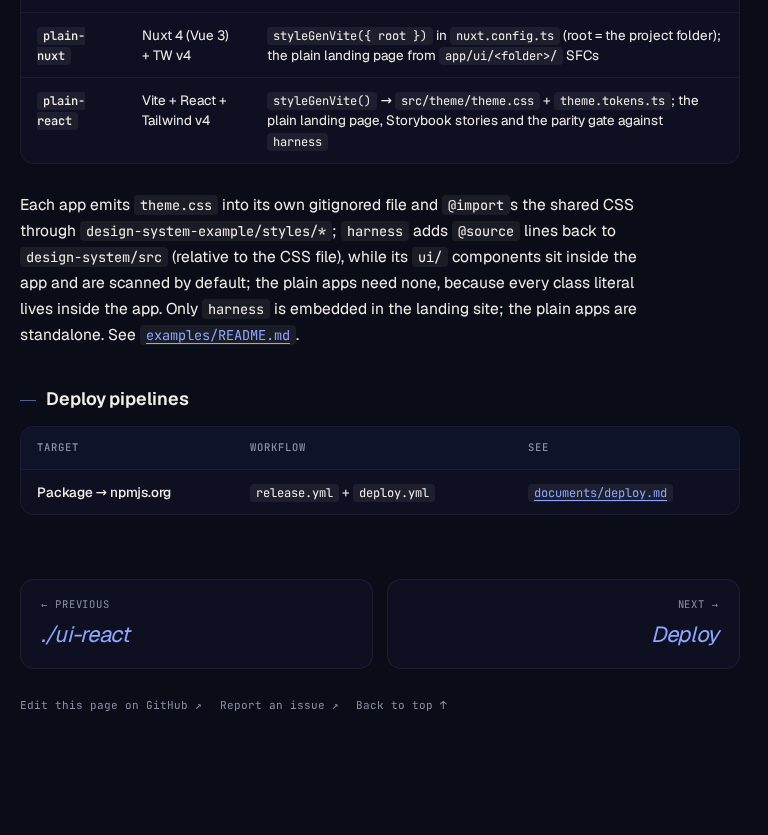 plain-nuxt Nuxt 4 (Vue 3) + TW v4 styleGenVite({ root }) in nuxt.config.ts (root = the project folder); the plain landing page from app/ui/<folder>/ SFCs
plain-react Vite + React + Tailwind v4 styleGenVite() → src/theme/theme.css + theme.tokens.ts; the plain landing page, Storybook stories and the parity gate against harness
Each app emits theme.css into its own gitignored file and @imports the shared CSS
through design-system-example/styles/*; harness adds @source lines back to
design-system/src (relative to the CSS file), while its ui/ components sit inside the
app and are scanned by default; the plain apps need none, because every class literal
lives inside the app. Only harness is embedded in the landing site; the plain apps are
standalone. See examples/README.md.
— Deploy pipelines
TARGET WORKFLOW SEE
Package → npmjs.org release.yml + deploy.yml documents/deploy.md
← PREVIOUS
./ui-react
NEXT →
Deploy
Edit this page on GitHub ↗ Report an issue ↗ Back to top ↑